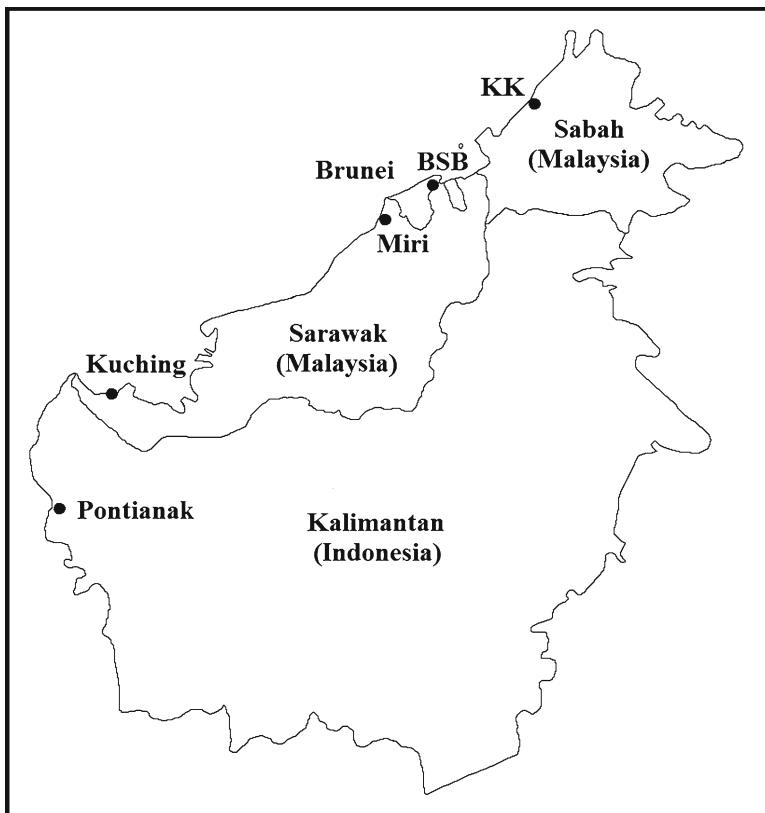 KK
Sabah
(Malaysia)
BSB
Brunei
Miri
Sarawak
(Malaysia)
Kuching
Pontianak
Kalimantan
(Indonesia)